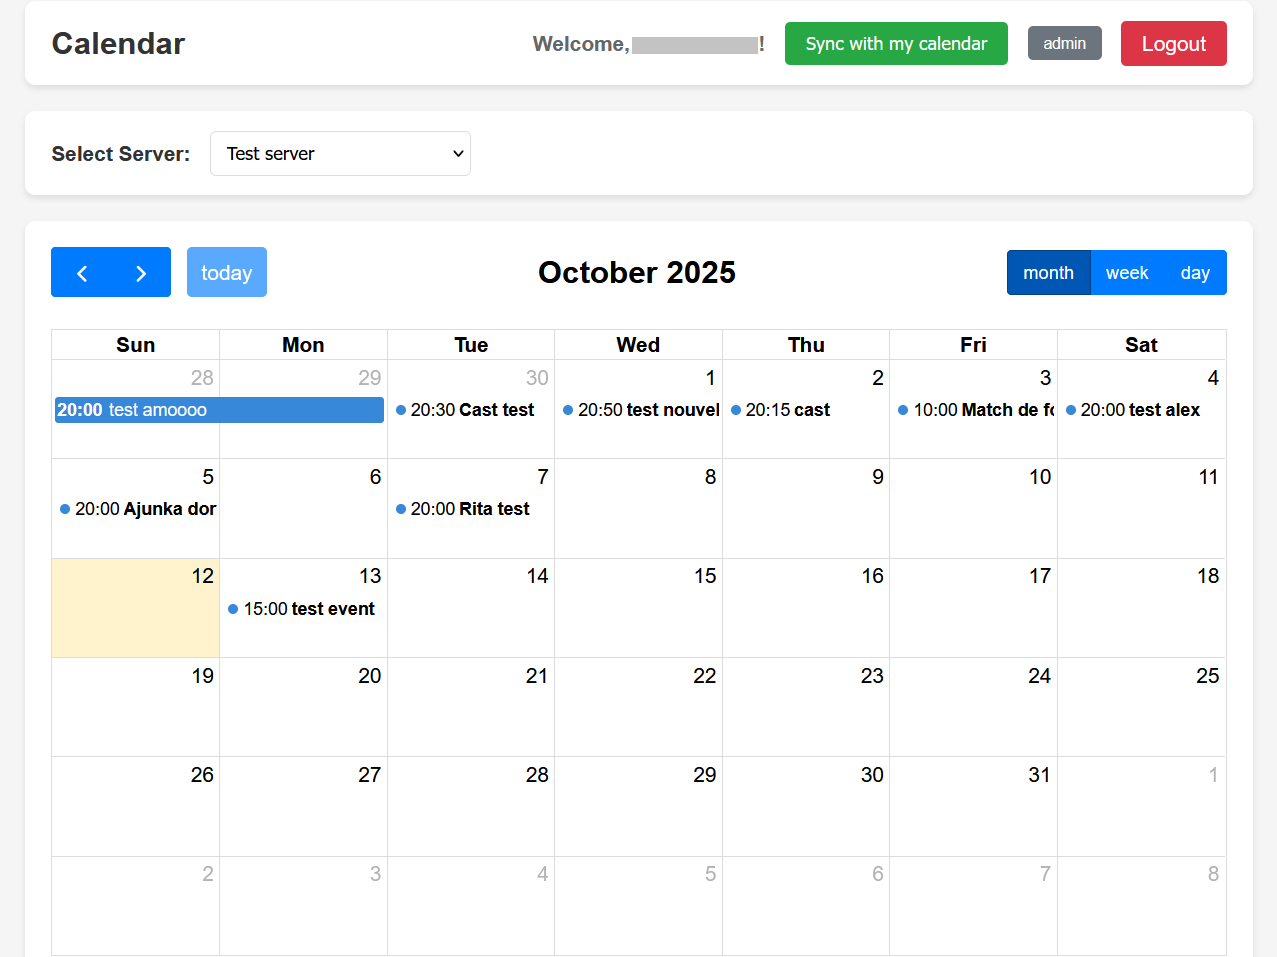 Calendar
Welcome, !
Sync with my calendar
admin
Logout
Select Server:
Test server
today
October 2025
month
week
day
Sun Mon Tue Wed Thu Fri Sat
28 29 30 1 2 3 4
20:00 test amoooo
20:30 Cast test
20:50 test nouvel
20:15 cast
10:00 Match de fo
20:00 test alex
5 6 7 8 9 10 11
20:00 Ajunka dor
20:00 Rita test
12 13 14 15 16 17 18
15:00 test event
19 20 21 22 23 24 25
26 27 28 29 30 31 1
2 3 4 5 6 7 8